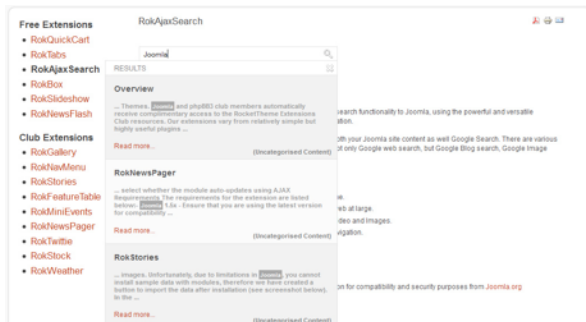 Free Extensions
RokQuickCart
RokTabs
RokAjaxSearch
RokBox
RokSlideshow
RokNewsFlash
Club Extensions
RokGallery
RokNavMenu
RokStories
RokFeatureTable
RokMiniEvents
RokNewsPager
RokTwittie
RokStock
RokWeather
RokAjaxSearch
Joomla
RESULTS
Overview
... Themes. Joomla and phpBB3 club members automatically
receive complimentary access to the RocketTheme Extensions
Club resources. Our extensions vary from relatively simple but
highly useful plugins ...
Read more...
(Uncategorised Content)
RokNewsPager
... select whether the module auto-updates using AJAX
Requirements The requirements for the extension are listed
below:- Joomla 1.5x - Ensure that you are using the latest version
for compatibility ...
Read more...
(Uncategorised Content)
RokStories
... images. Unfortunately, due to limitations in Joomla, you cannot
install sample data with modules, therefore we have created a
button to import the data after installation (see screenshot below).
In the ...
Read more...
(Uncategorised Content)
search functionality to Joomla, using the powerful and versatile
your Joomla site content as well Google Search. There are various
not only Google web search, but Google Blog search, Google Image
web at large.
video and Images.
for compatibility and security purposes from Joomla.org